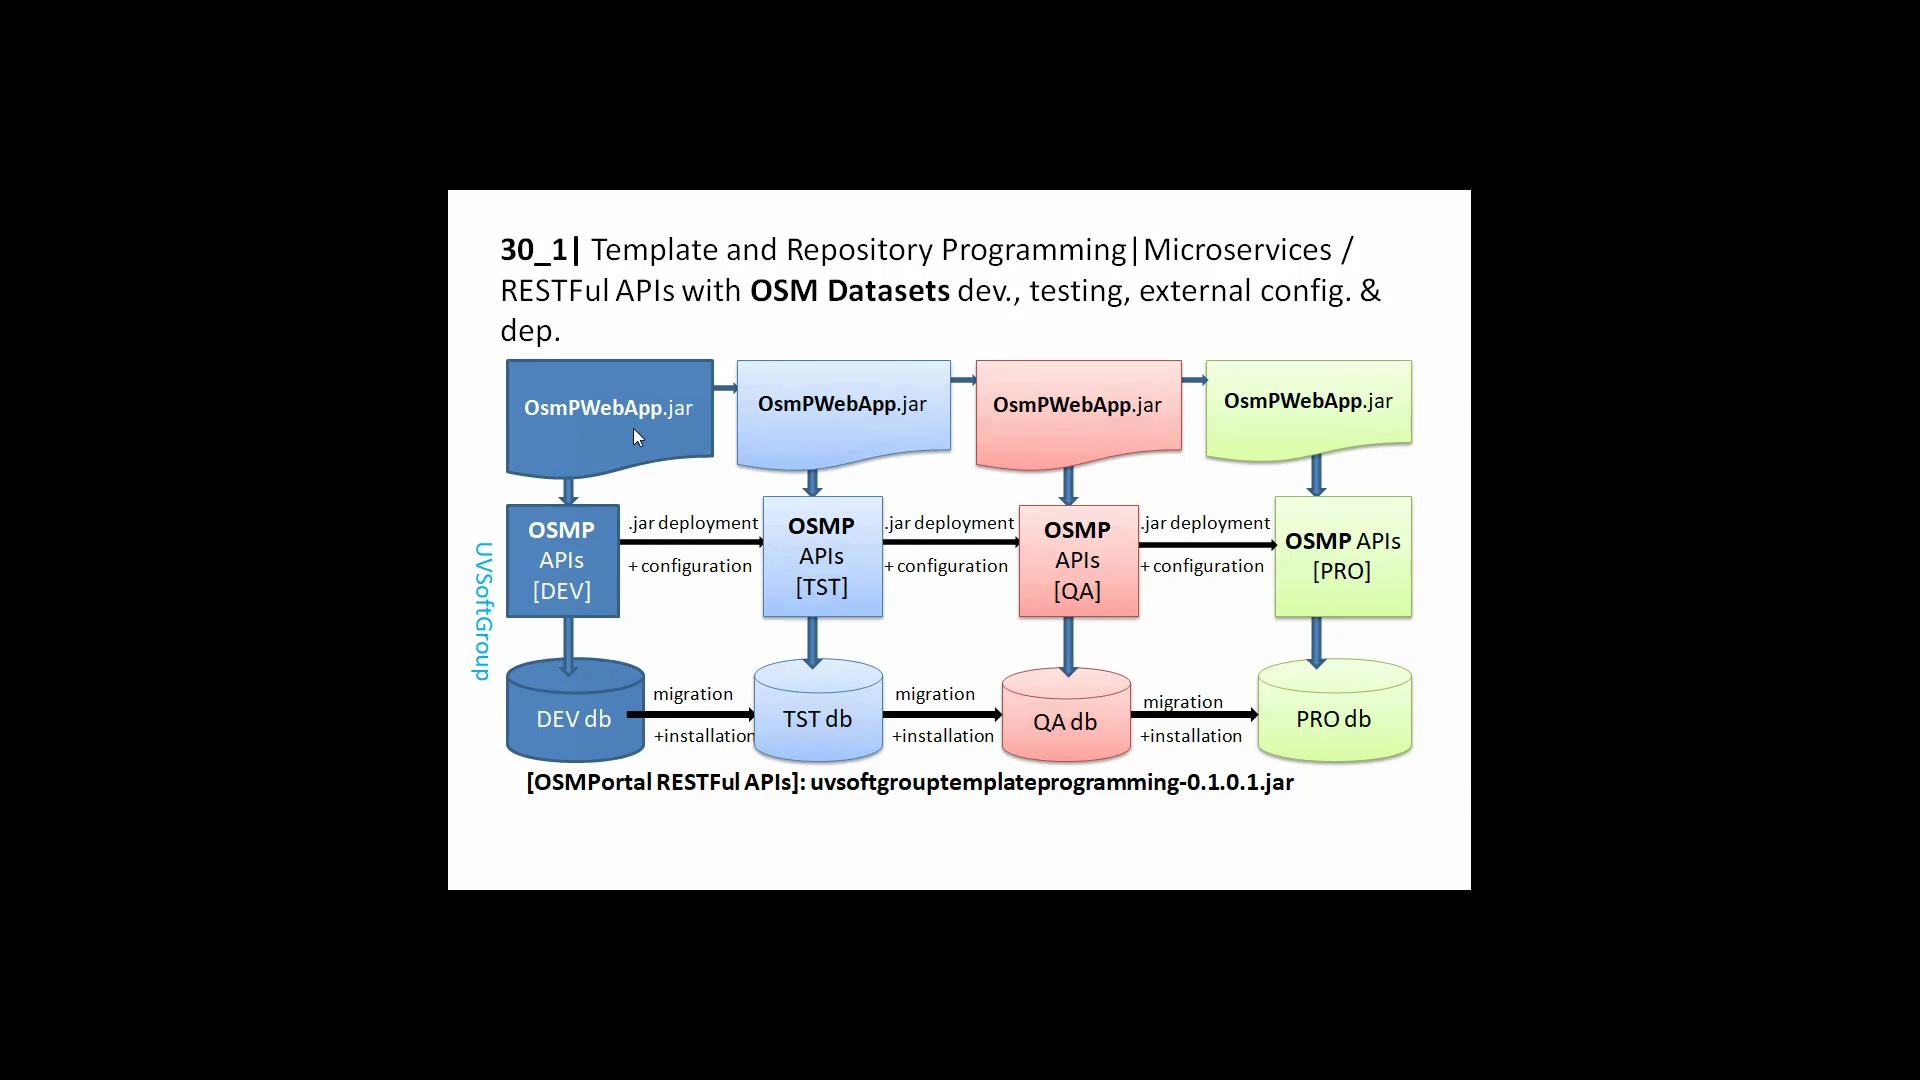 30_1| Template and Repository Programming|Microservices /
RESTFul APIs with OSM Datasets dev., testing, external config. &
dep.
OsmPWebApp.jar
OsmPWebApp.jar
OsmPWebApp.jar
OsmPWebApp.jar
OSMP
APIs
[DEV]
.jar deployment
+ configuration
OSMP
APIs
[TST]
.jar deployment
+ configuration
OSMP
APIs
[QA]
.jar deployment
+ configuration
OSMP APIs
[PRO]
UVSoftGroup
DEV db
migration
+installation
TST db
migration
+installation
QA db
migration
+installation
PRO db
[OSMPortal RESTFul APIs]: uvsoftgrouptemplateprogramming-0.1.0.1.jar